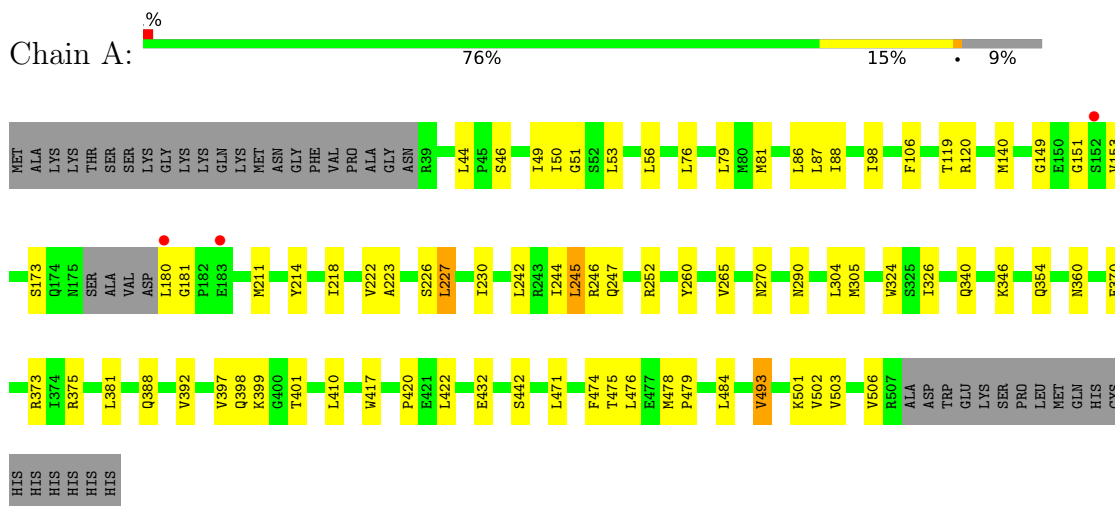 .%
Chain A:
76% 15% • 9%
MET ALA LYS LYS THR SER SER LYS GLY LYS LYS GLN LYS MET ASN GLY PHE VAL PRO ALA GLY ASN R39 L44 P45 S46 I49 I50 G51 S52 L53 L56 L76 L79 M80 M81 L86 L87 I88 I98 F106 T119 R120 M140 G149 E150 G151 S152 V153
S173 Q174 N175 SER ALA VAL ASP L180 G181 P182 E183 M211 Y214 I218 V222 A223 S226 L227 I230 L242 R243 I244 L245 R246 Q247 R252 Y260 V265 N270 N290 L304 M305 W324 S325 I326 Q340 K346 Q354 N360
R373 I374 R375 L381 Q388 V392 V397 Q398 K399 G400 T401 L410 W417 P420 E421 L422 E432 S442 L471 F474 T475 L476 E477 M478 P479 L484 V493 K501 V502 V503 V506 R507 ALA ASP TRP GLU LYS SER PRO LEU MET GLN HIS CYS
HIS HIS HIS HIS HIS HIS